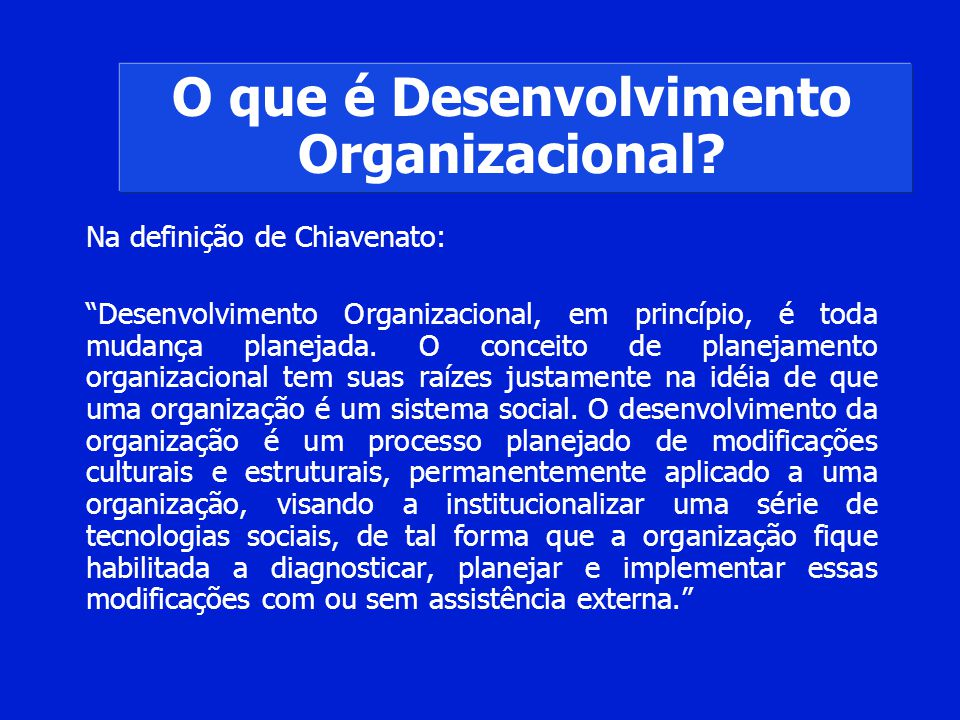 O que é Desenvolvimento
Organizacional?
Na definição de Chiavenato:
“Desenvolvimento Organizacional, em princípio, é toda
mudança planejada. O conceito de planejamento
organizacional tem suas raízes justamente na idéia de que
uma organização é um sistema social. O desenvolvimento da
organização é um processo planejado de modificações
culturais e estruturais, permanentemente aplicado a uma
organização, visando a institucionalizar uma série de
tecnologias sociais, de tal forma que a organização fique
habilitada a diagnosticar, planejar e implementar essas
modificações com ou sem assistência externa.”